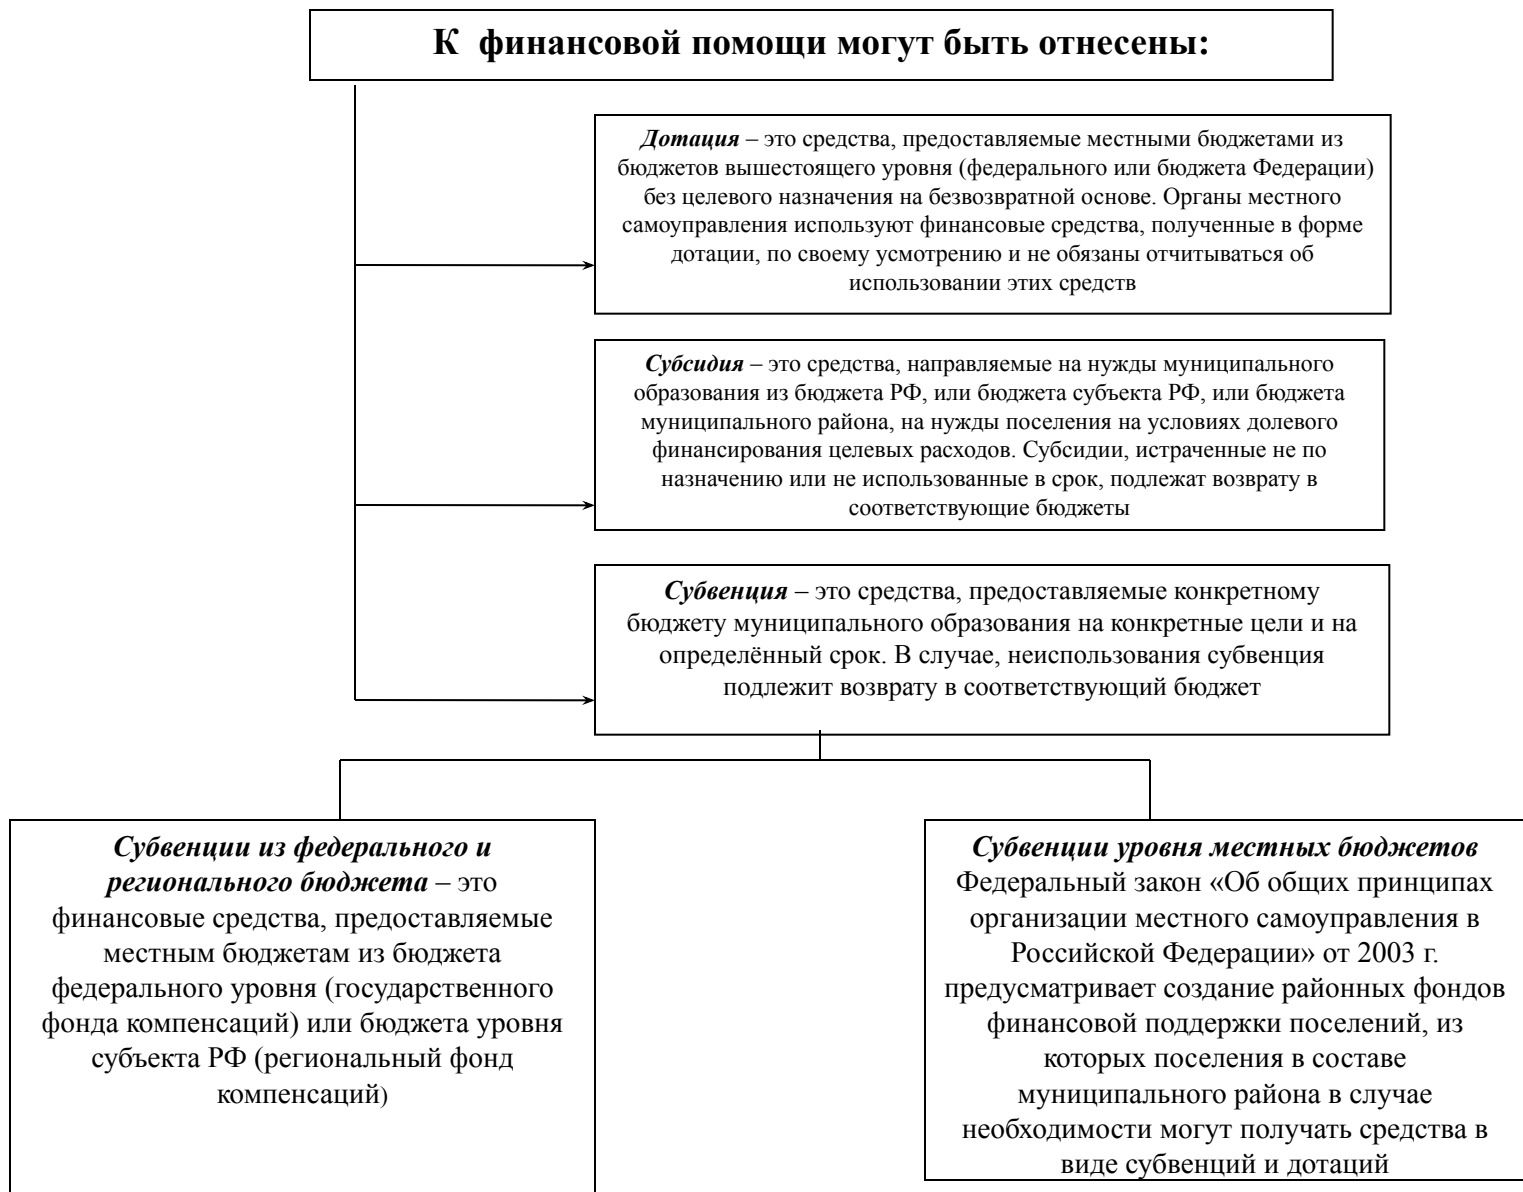 К финансовой помощи могут быть отнесены:
Дотация – это средства, предоставляемые местными бюджетами из
бюджетов вышестоящего уровня (федерального или бюджета Федерации)
без целевого назначения на безвозвратной основе. Органы местного
самоуправления используют финансовые средства, полученные в форме
дотации, по своему усмотрению и не обязаны отчитываться об
использовании этих средств
Субсидия – это средства, направляемые на нужды муниципального
образования из бюджета РФ, или бюджета субъекта РФ, или бюджета
муниципального района, на нужды поселения на условиях долевого
финансирования целевых расходов. Субсидии, истраченные не по
назначению или не использованные в срок, подлежат возврату в
соответствующие бюджеты
Субвенция – это средства, предоставляемые конкретному
бюджету муниципального образования на конкретные цели и на
определённый срок. В случае, неиспользования субвенция
подлежит возврату в соответствующий бюджет
Субвенции из федерального и
регионального бюджета – это
финансовые средства, предоставляемые
местным бюджетам из бюджета
федерального уровня (государственного
фонда компенсаций) или бюджета уровня
субъекта РФ (региональный фонд
компенсаций)
Субвенции уровня местных бюджетов
Федеральный закон «Об общих принципах
организации местного самоуправления в
Российской Федерации» от 2003 г.
предусматривает создание районных фондов
финансовой поддержки поселений, из
которых поселения в составе
муниципального района в случае
необходимости могут получать средства в
виде субвенций и дотаций